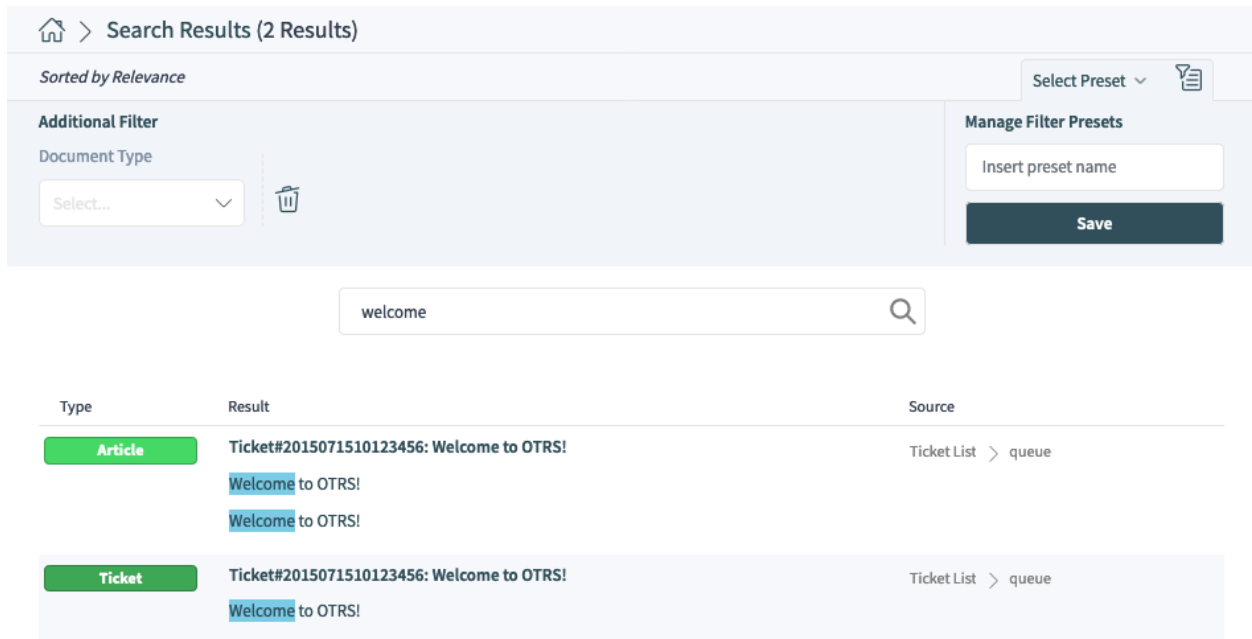 Search Results (2 Results)
Sorted by Relevance
Select Preset
Additional Filter
Document Type
Select...
Manage Filter Presets
Insert preset name
Save
welcome
Type Result Source
Article Ticket#2015071510123456: Welcome to OTRS! Ticket List queue
Welcome to OTRS!
Welcome to OTRS!
Ticket Ticket#2015071510123456: Welcome to OTRS! Ticket List queue
Welcome to OTRS!